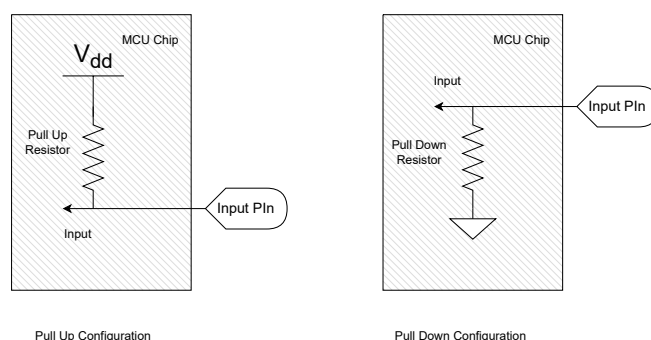 MCU Chip
Vdd
Pull Up
Resistor
Input PIn
Input
Pull Up Configuration
MCU Chip
Input
Input PIn
Pull Down
Resistor
Pull Down Configuration